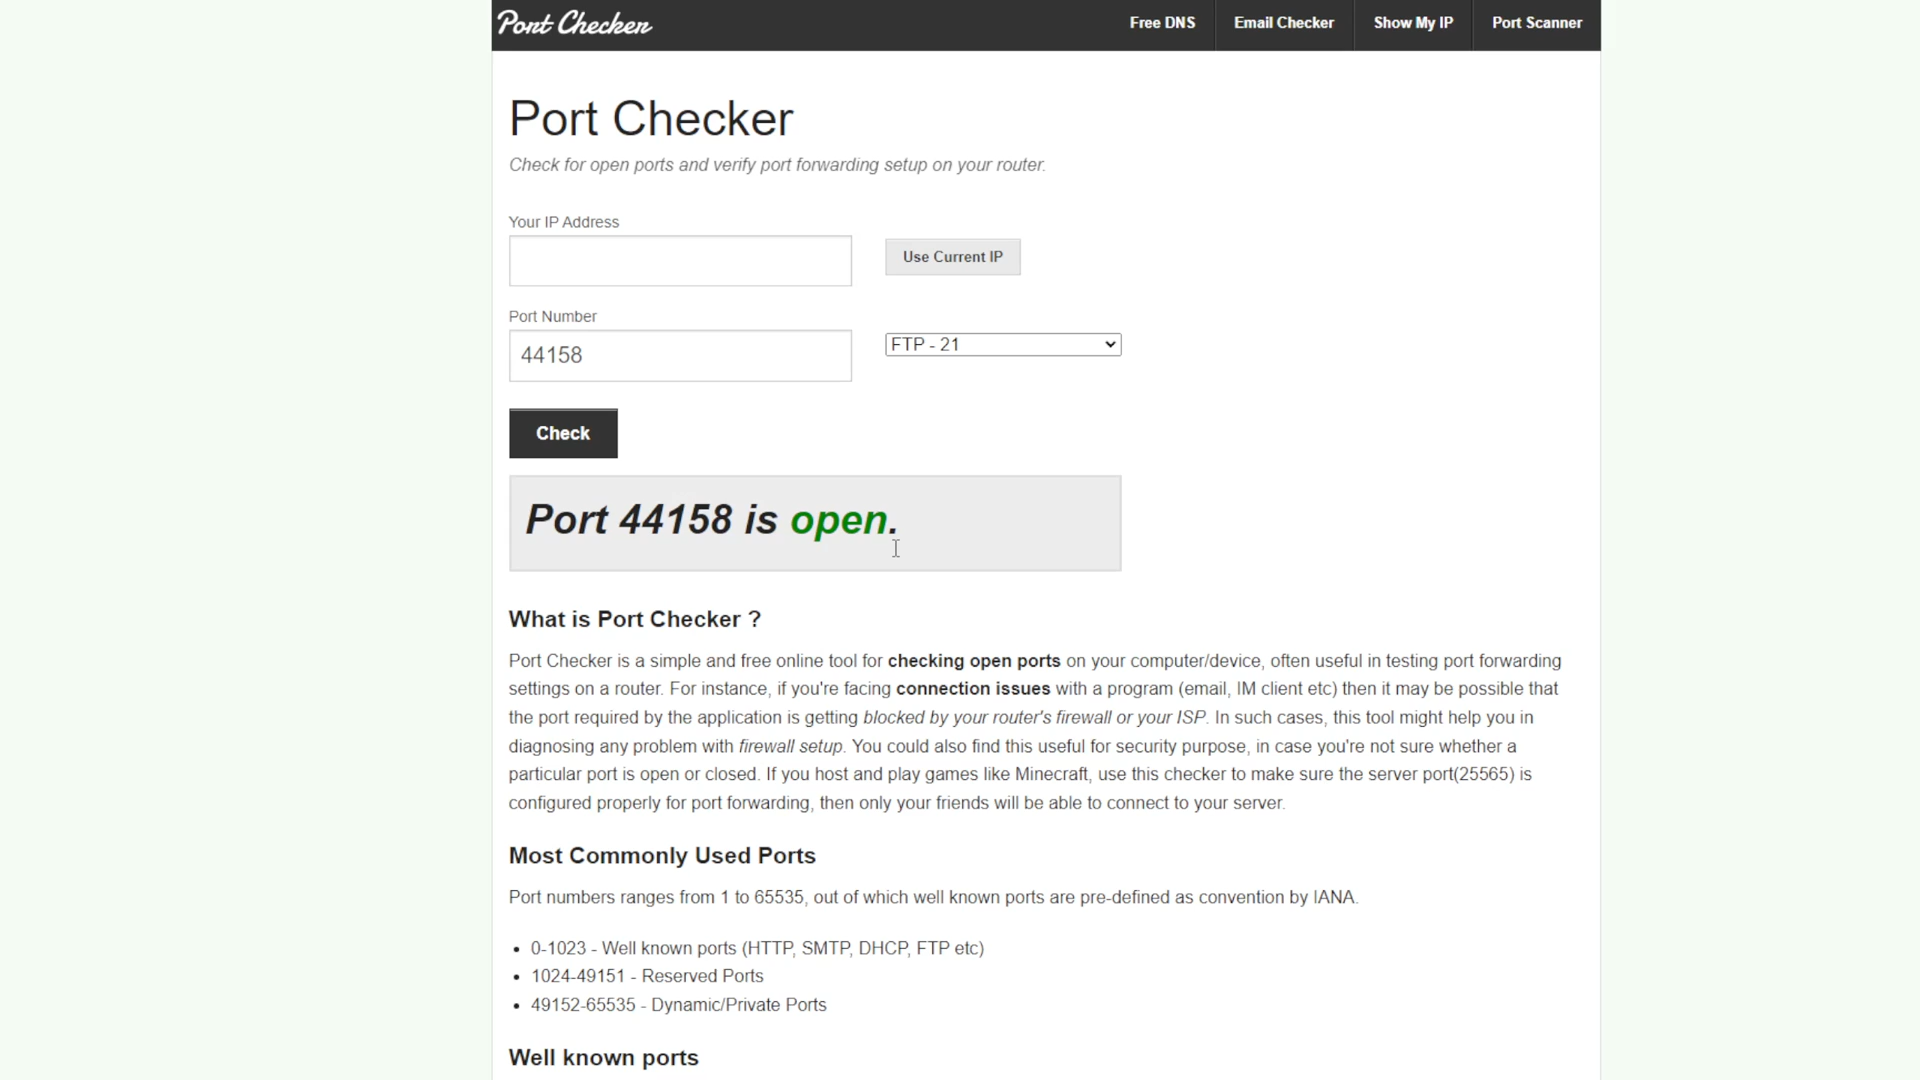 Port Checker
Free DNS
Email Checker
Show My IP
Port Scanner
Port Checker
Check for open ports and verify port forwarding setup on your router.
Your IP Address
Use Current IP
Port Number
44158
FTP - 21
Check
Port 44158 is open.
What is Port Checker ?
Port Checker is a simple and free online tool for checking open ports on your computer/device, often useful in testing port forwarding
settings on a router. For instance, if you're facing connection issues with a program (email, IM client etc) then it may be possible that
the port required by the application is getting blocked by your router's firewall or your ISP. In such cases, this tool might help you in
diagnosing any problem with firewall setup. You could also find this useful for security purpose, in case you're not sure whether a
particular port is open or closed. If you host and play games like Minecraft, use this checker to make sure the server port(25565) is
configured properly for port forwarding, then only your friends will be able to connect to your server.
Most Commonly Used Ports
Port numbers ranges from 1 to 65535, out of which well known ports are pre-defined as convention by IANA.
• 0-1023 - Well known ports (HTTP, SMTP, DHCP, FTP etc)
• 1024-49151 - Reserved Ports
• 49152-65535 - Dynamic/Private Ports
Well known ports